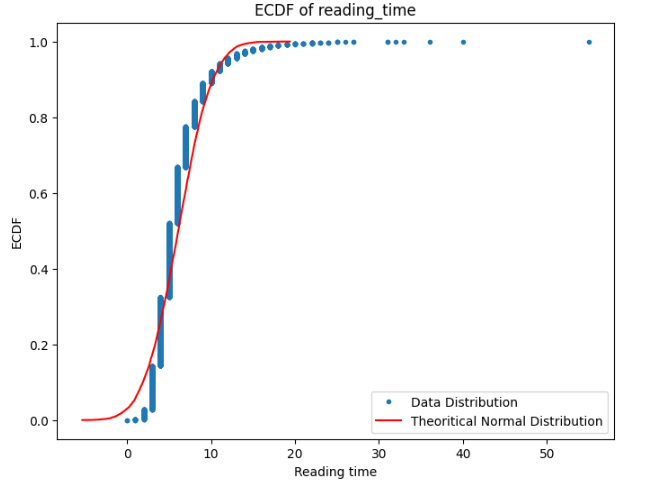 ECDF of reading_time
1.0
0.8
0.6
0.4
0.2
0.0
ECDF
Data Distribution
Theoritical Normal Distribution
0 10 20 30 40 50
Reading time